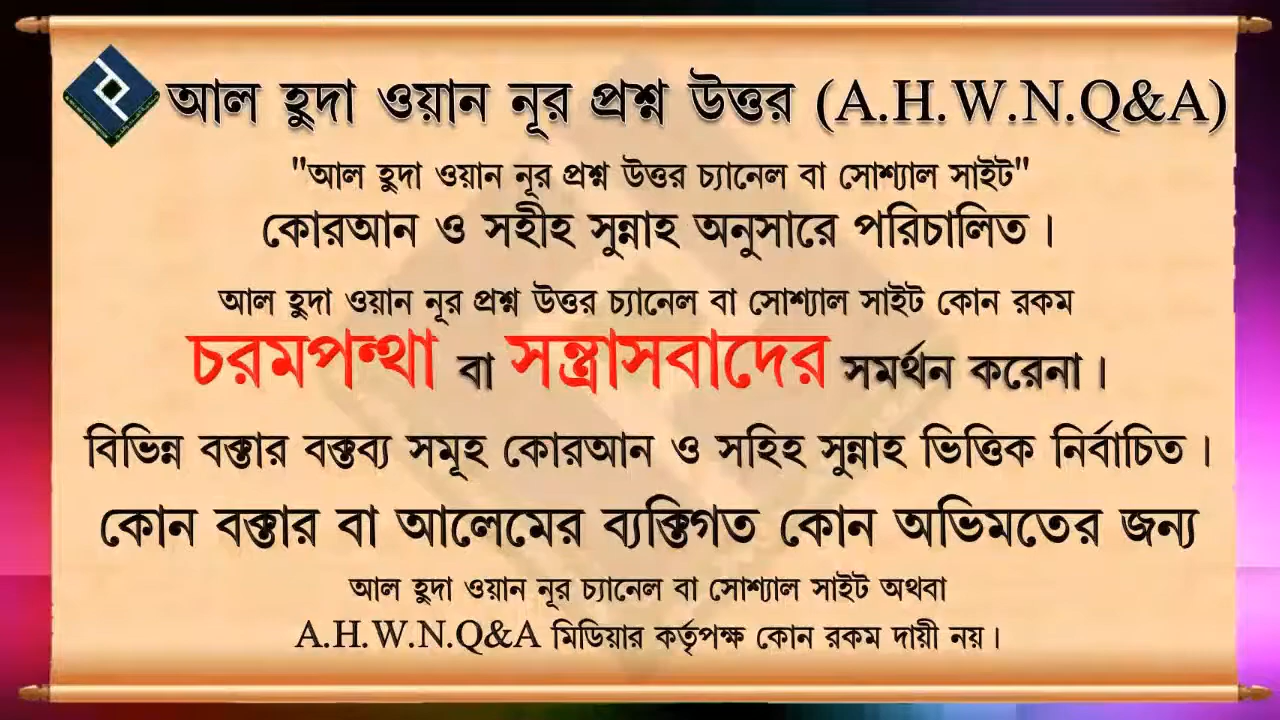 আল হুদা ওয়ান নূর প্রশ্ন উত্তর (A.H.W.N.Q&A)
"আল হুদা ওয়ান নূর প্রশ্ন উত্তর চ্যানেল বা সোশ্যাল সাইট"
কোরআন ও সহীহ সুন্নাহ অনুসারে পরিচালিত।
আল হুদা ওয়ান নূর প্রশ্ন উত্তর চ্যানেল বা সোশ্যাল সাইট কোন রকম
চরমপন্থা বা সন্ত্রাসবাদের সমর্থন করেনা।
বিভিন্ন বক্তার বক্তব্য সমূহ কোরআন ও সহিহ সুন্নাহ ভিত্তিক নির্বাচিত।
কোন বক্তার বা আলেমের ব্যক্তিগত কোন অভিমতের জন্য
আল হুদা ওয়ান নূর চ্যানেল বা সোশ্যাল সাইট অথবা
A.H.W.N.Q&A মিডিয়ার কর্তৃপক্ষ কোন রকম দায়ী নয়।